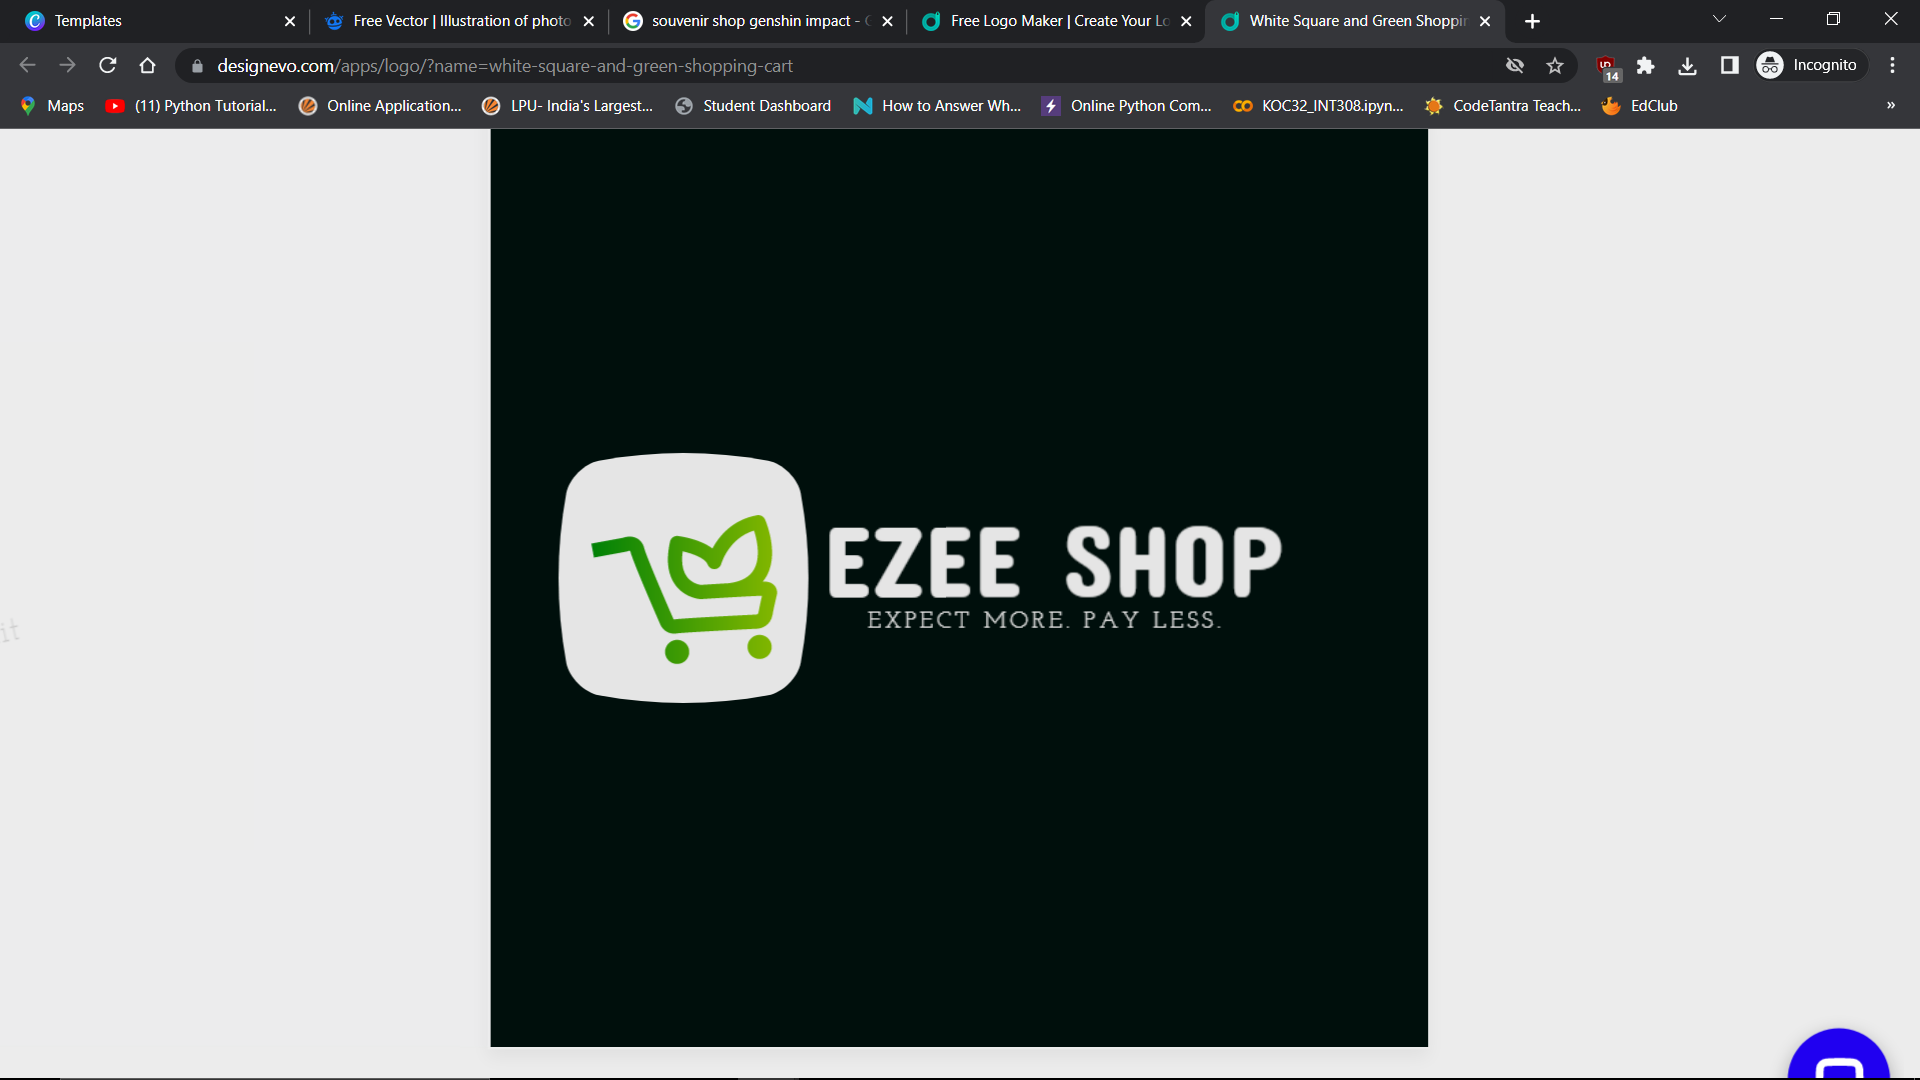 Templates
Free Vector | Illustration of photo
souvenir shop genshin impact -
Free Logo Maker | Create Your Lo
White Square and Green Shoppin
designevo.com/apps/logo/?name=white-square-and-green-shopping-cart
14
Incognito
Maps
(11) Python Tutorial...
Online Application...
LPU- India's Largest...
Student Dashboard
How to Answer Wh...
Online Python Com...
KOC32_INT308.ipyn...
CodeTantra Teach...
EdClub
»
EZEE SHOP
EXPECT MORE. PAY LESS.
it